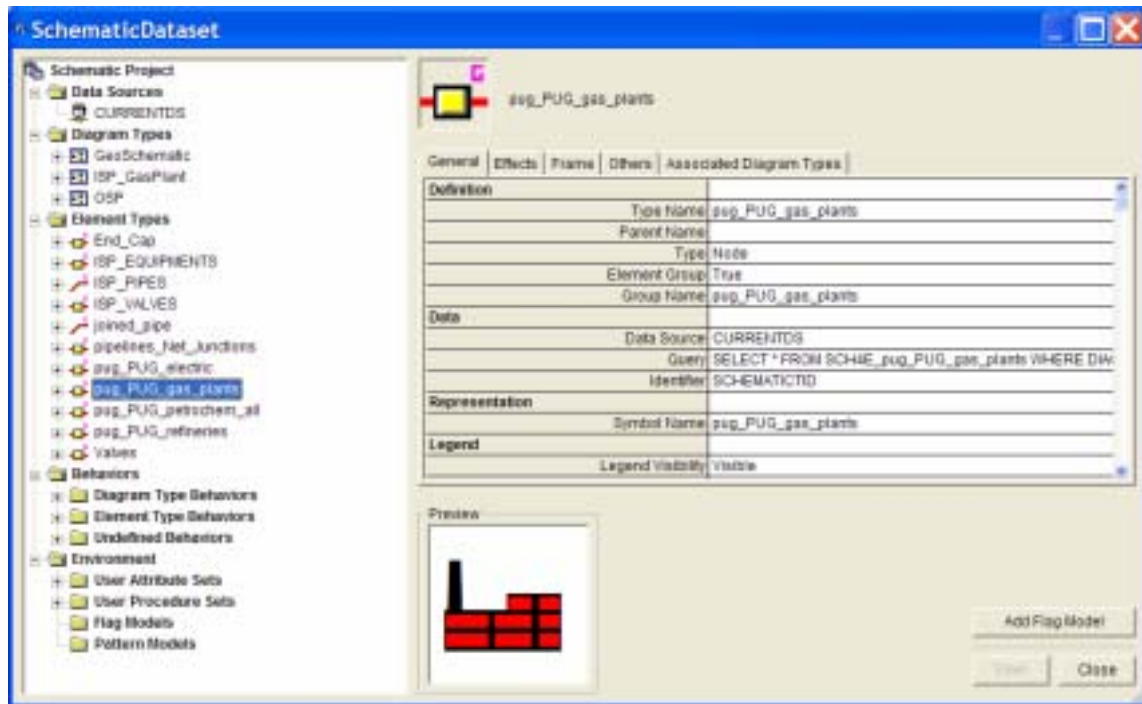 SchematicDataset
Schematic Project
Data Sources
CURRENTDS
Diagram Types
GeoSchematic
ISP_GasPlant
OSP
Element Types
End_Cap
ISP_EQUIPMENTS
ISP_PIPES
ISP_VALVES
joined_pipe
pipelines_Net_Junctions
pug_PUG_electric
pug_PUG_gas_plants
pug_PUG_petrochem_all
pug_PUG_refineries
Valves
Behaviors
Diagram Type Behaviors
Element Type Behaviors
Undefined Behaviors
Environment
User Attribute Sets
User Procedure Sets
Flag Models
Pattern Models
G
pug_PUG_gas_plants
General Effects Frame Others Associated Diagram Types
Definition
Type Name pug_PUG_gas_plants
Parent Name
Type Node
Element Group True
Group Name pug_PUG_gas_plants
Data
Data Source CURRENTDS
Query SELECT * FROM SCH4E_pug_PUG_gas_plants WHERE
Identifier SCHEMATICTID
Representation
Symbol Name pug_PUG_gas_plants
Legend
Legend Visibility Visible
Preview
Add Flag Model
Close